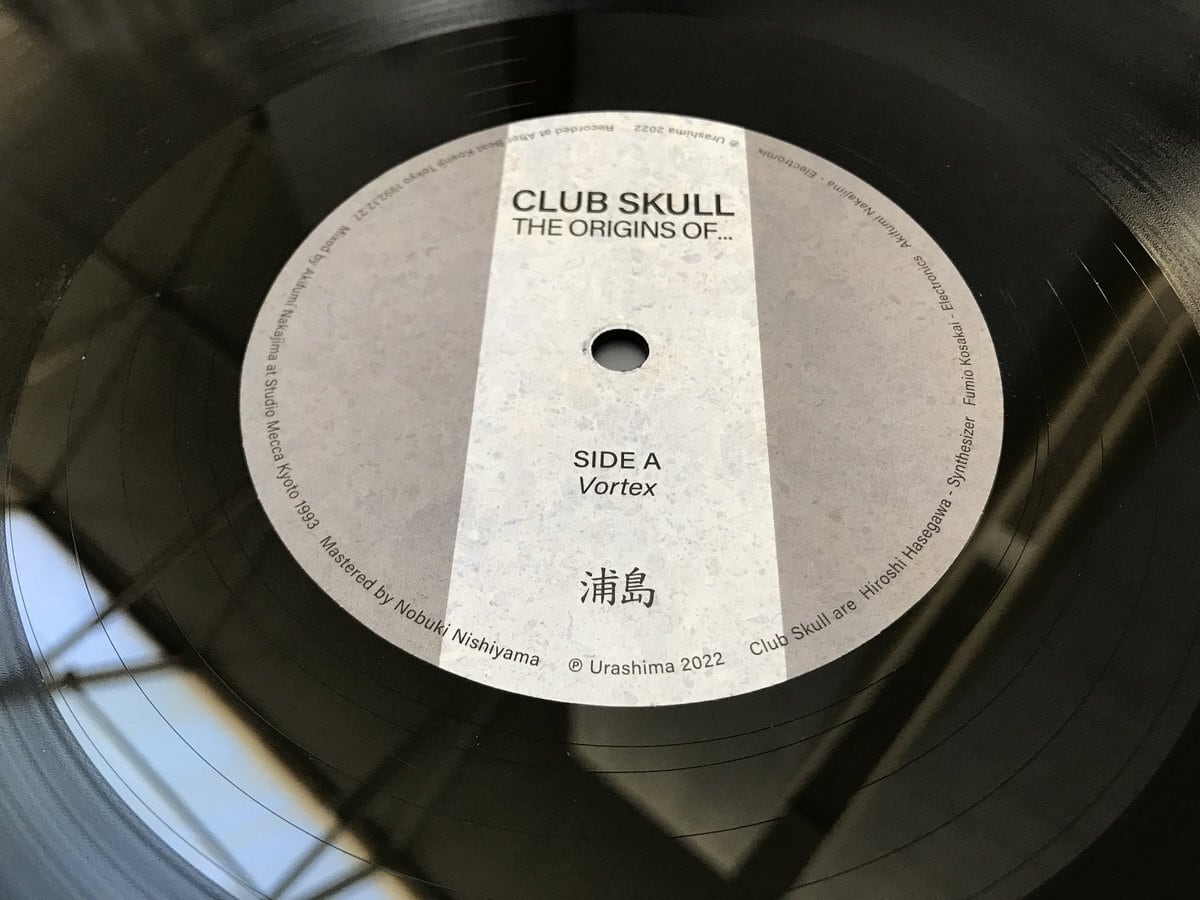 CLUB SKULL
THE ORIGINS OF...
SIDE A
Vortex
浦島
Recorded at After Beat Koenji Tokyo 1992.12.27 Mixed by Akifumi Nakajima at Studio Mecca Kyoto 1993 Mastered by Nobuki Nishiyama
℗ Urashima 2022
Club Skull are Hiroshi Hasegawa - Synthesizer Fumio Kosakai - Electronics Akifumi Nakajima - Electromix
℗ Urashima 2022